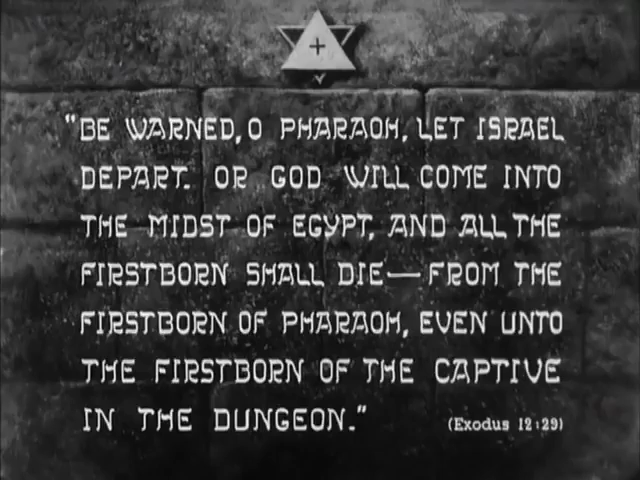 "BE WARNED, O PHARAOH, LET ISRAEL
DEPART. OR GOD WILL COME INTO
THE MIDST OF EGYPT, AND ALL THE
FIRSTBORN SHALL DIE — FROM THE
FIRSTBORN OF PHARAOH, EVEN UNTO
THE FIRSTBORN OF THE CAPTIVE
IN THE DUNGEON."
(Exodus 12:29)